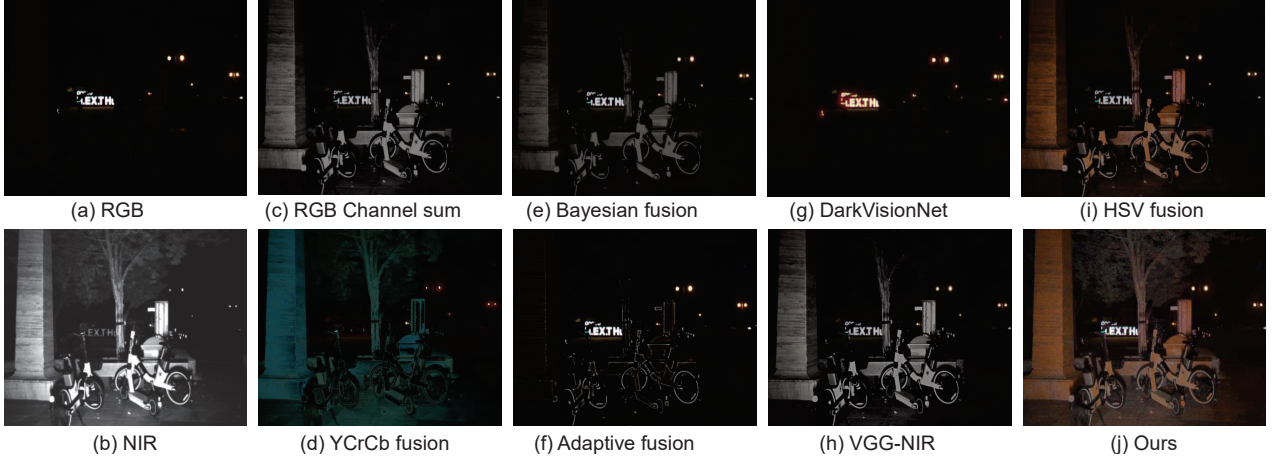 (a) RGB
(c) RGB Channel sum
(e) Bayesian fusion
(g) DarkVisionNet
(i) HSV fusion
(b) NIR
(d) YCrCb fusion
(f) Adaptive fusion
(h) VGG-NIR
(j) Ours